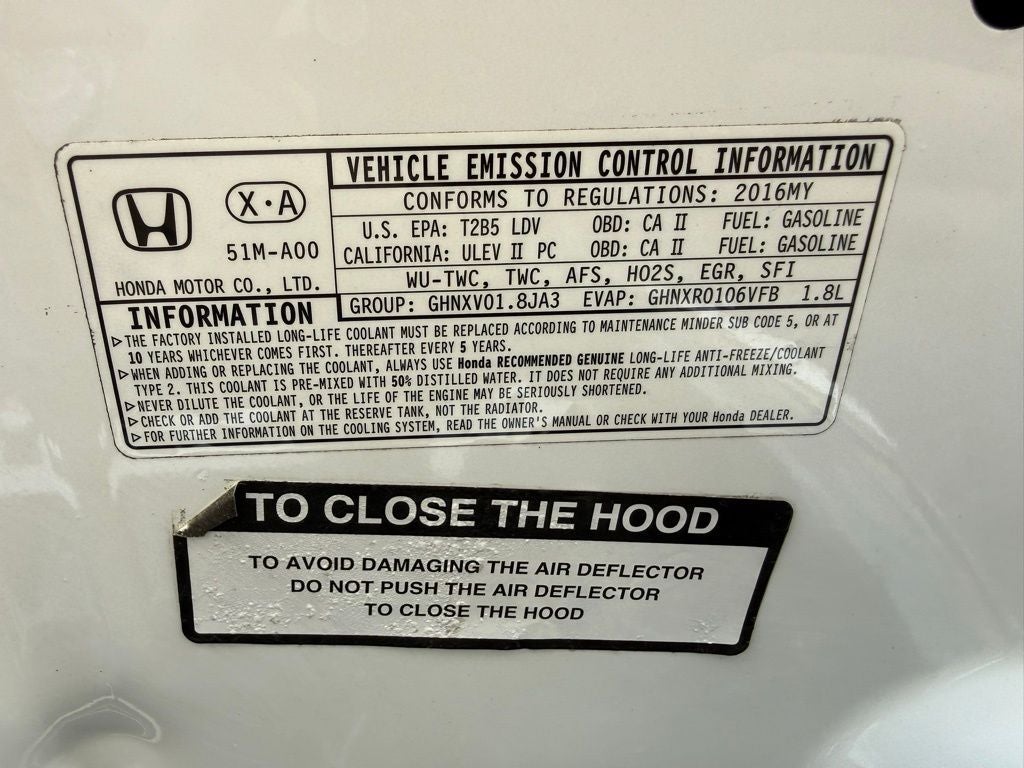 VEHICLE EMISSION CONTROL INFORMATION
CONFORMS TO REGULATIONS: 2016MY
U.S. EPA: T2B5 LDV OBD: CA II FUEL: GASOLINE
CALIFORNIA: ULEV II PC OBD: CA II FUEL: GASOLINE
WU-TWC, TWC, AFS, HO2S, EGR, SFI
GROUP: GHNXV01.8JA3 EVAP: GHNXR0106VFB 1.8L
X·A
51M-A00
HONDA MOTOR CO., LTD.
INFORMATION
▷THE FACTORY INSTALLED LONG-LIFE COOLANT MUST BE REPLACED ACCORDING TO MAINTENANCE MINDER SUB CODE 5, OR AT
10 YEARS WHICHEVER COMES FIRST. THEREAFTER EVERY 5 YEARS.
▷WHEN ADDING OR REPLACING THE COOLANT, ALWAYS USE Honda RECOMMENDED GENUINE LONG-LIFE ANTI-FREEZE/COOLANT
TYPE 2. THIS COOLANT IS PRE-MIXED WITH 50% DISTILLED WATER. IT DOES NOT REQUIRE ANY ADDITIONAL MIXING.
▷NEVER DILUTE THE COOLANT, OR THE LIFE OF THE ENGINE MAY BE SERIOUSLY SHORTENED.
▷CHECK OR ADD THE COOLANT AT THE RESERVE TANK, NOT THE RADIATOR.
▷FOR FURTHER INFORMATION ON THE COOLING SYSTEM, READ THE OWNER'S MANUAL OR CHECK WITH YOUR Honda DEALER.
TO CLOSE THE HOOD
TO AVOID DAMAGING THE AIR DEFLECTOR
DO NOT PUSH THE AIR DEFLECTOR
TO CLOSE THE HOOD